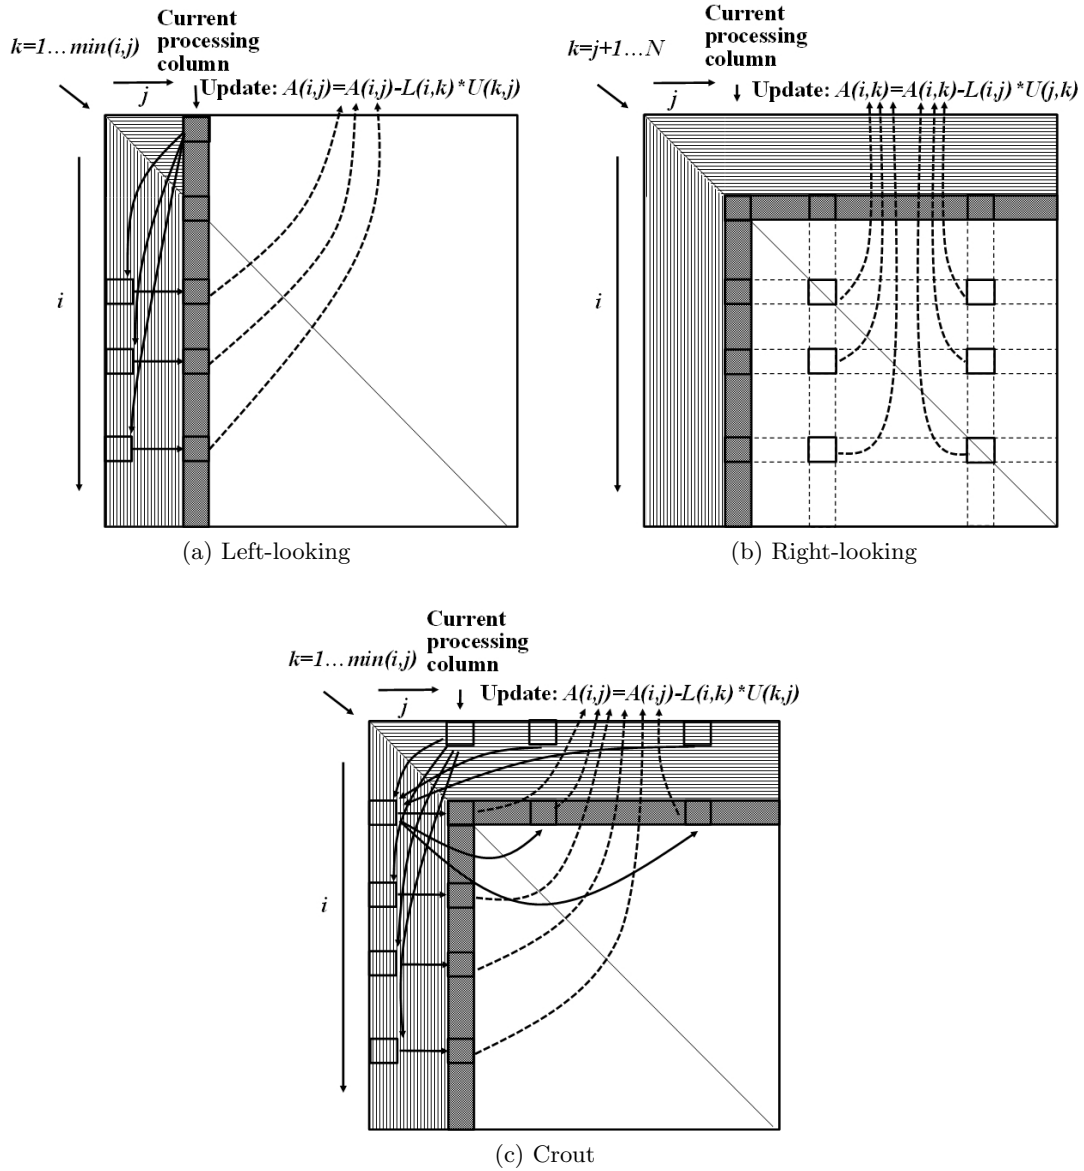 Current
processing
column
k=1...min(i,j)
j
Update: A(i,j)=A(i,j)-L(i,k)*U(k,j)
i
(a) Left-looking
Current
processing
column
k=j+1...N
j
Update: A(i,k)=A(i,k)-L(i,j)*U(j,k)
i
(b) Right-looking
Current
processing
column
k=1...min(i,j)
j
Update: A(i,j)=A(i,j)-L(i,k)*U(k,j)
i
(c) Crout